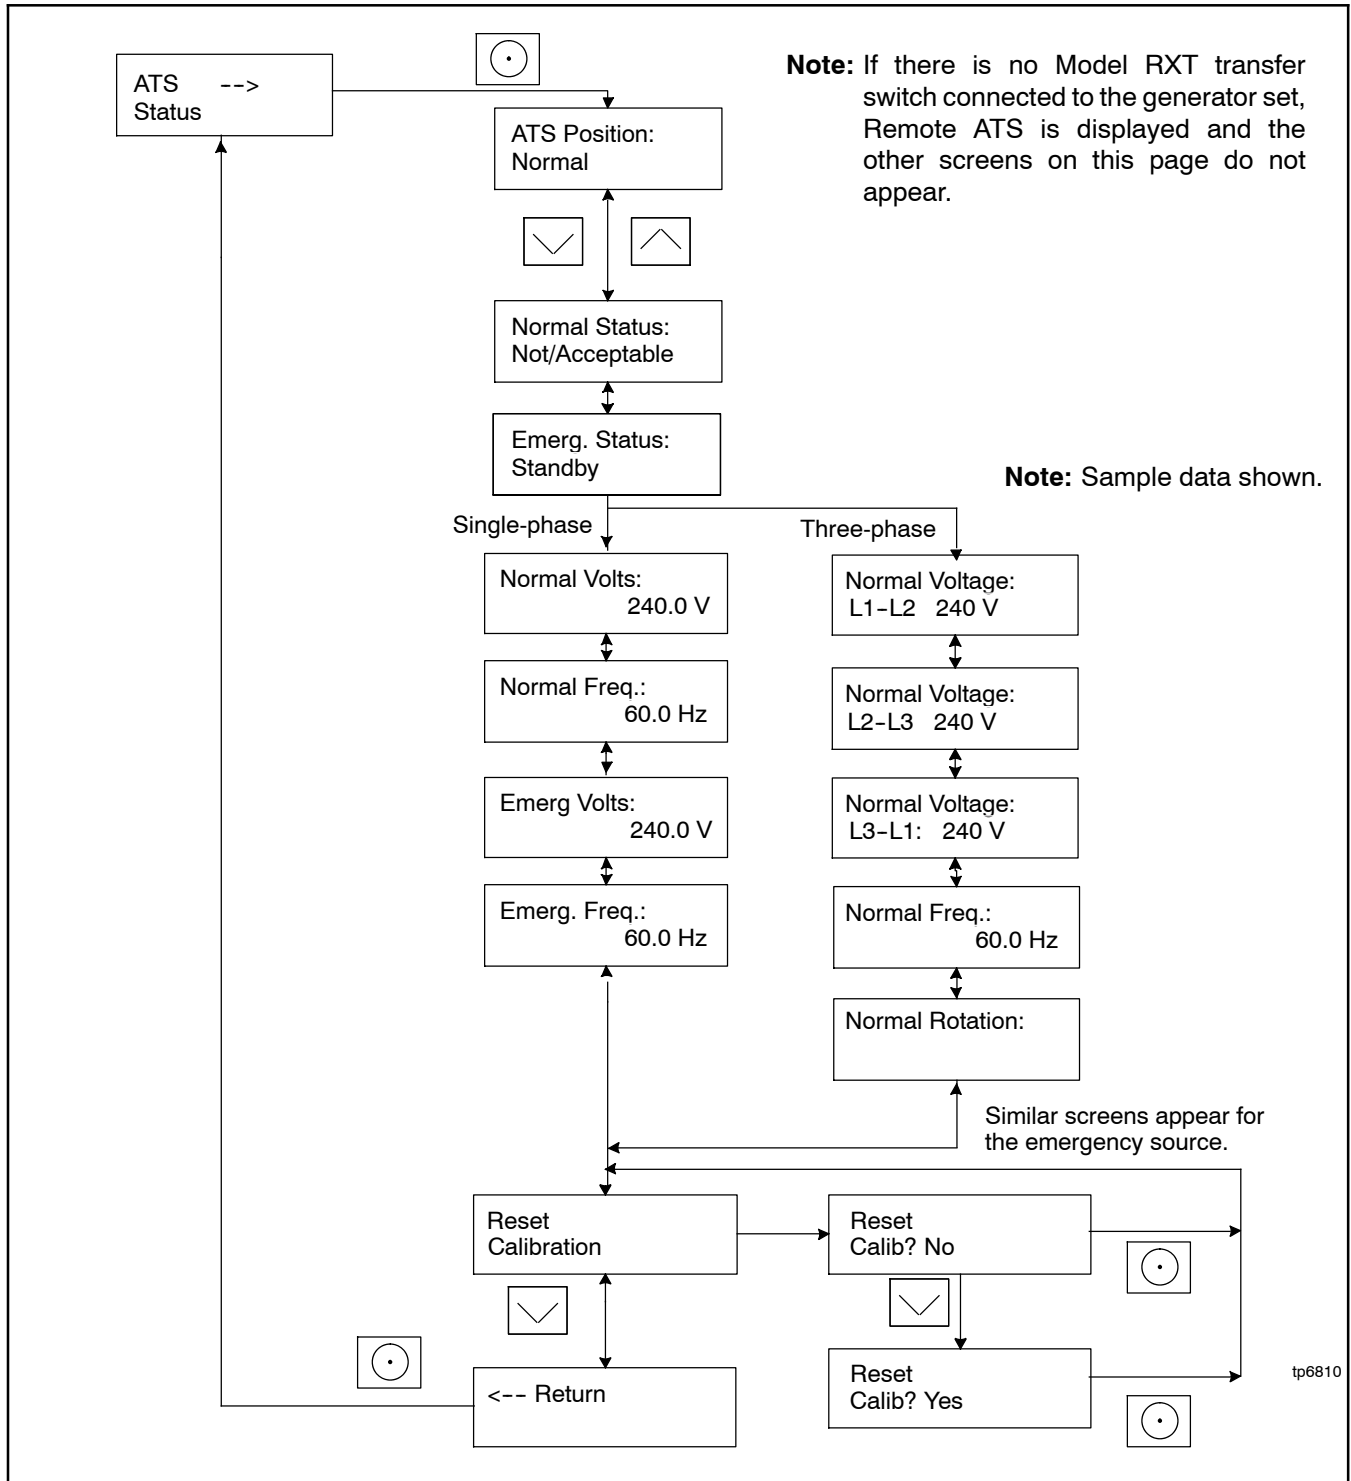 ATS -->
Status
Note: If there is no Model RXT transfer
switch connected to the generator set,
Remote ATS is displayed and the
other screens on this page do not
appear.
ATS Position:
Normal
Normal Status:
Not/Acceptable
Emerg. Status:
Standby
Note: Sample data shown.
Single-phase
Three-phase
Normal Volts:
240.0 V
Normal Freq.:
60.0 Hz
Emerg Volts:
240.0 V
Emerg. Freq.:
60.0 Hz
Normal Voltage:
L1-L2 240 V
Normal Voltage:
L2-L3 240 V
Normal Voltage:
L3-L1: 240 V
Normal Freq.:
60.0 Hz
Normal Rotation:
Similar screens appear for
the emergency source.
Reset
Calibration
Reset
Calib? No
<-- Return
Reset
Calib? Yes
tp6810